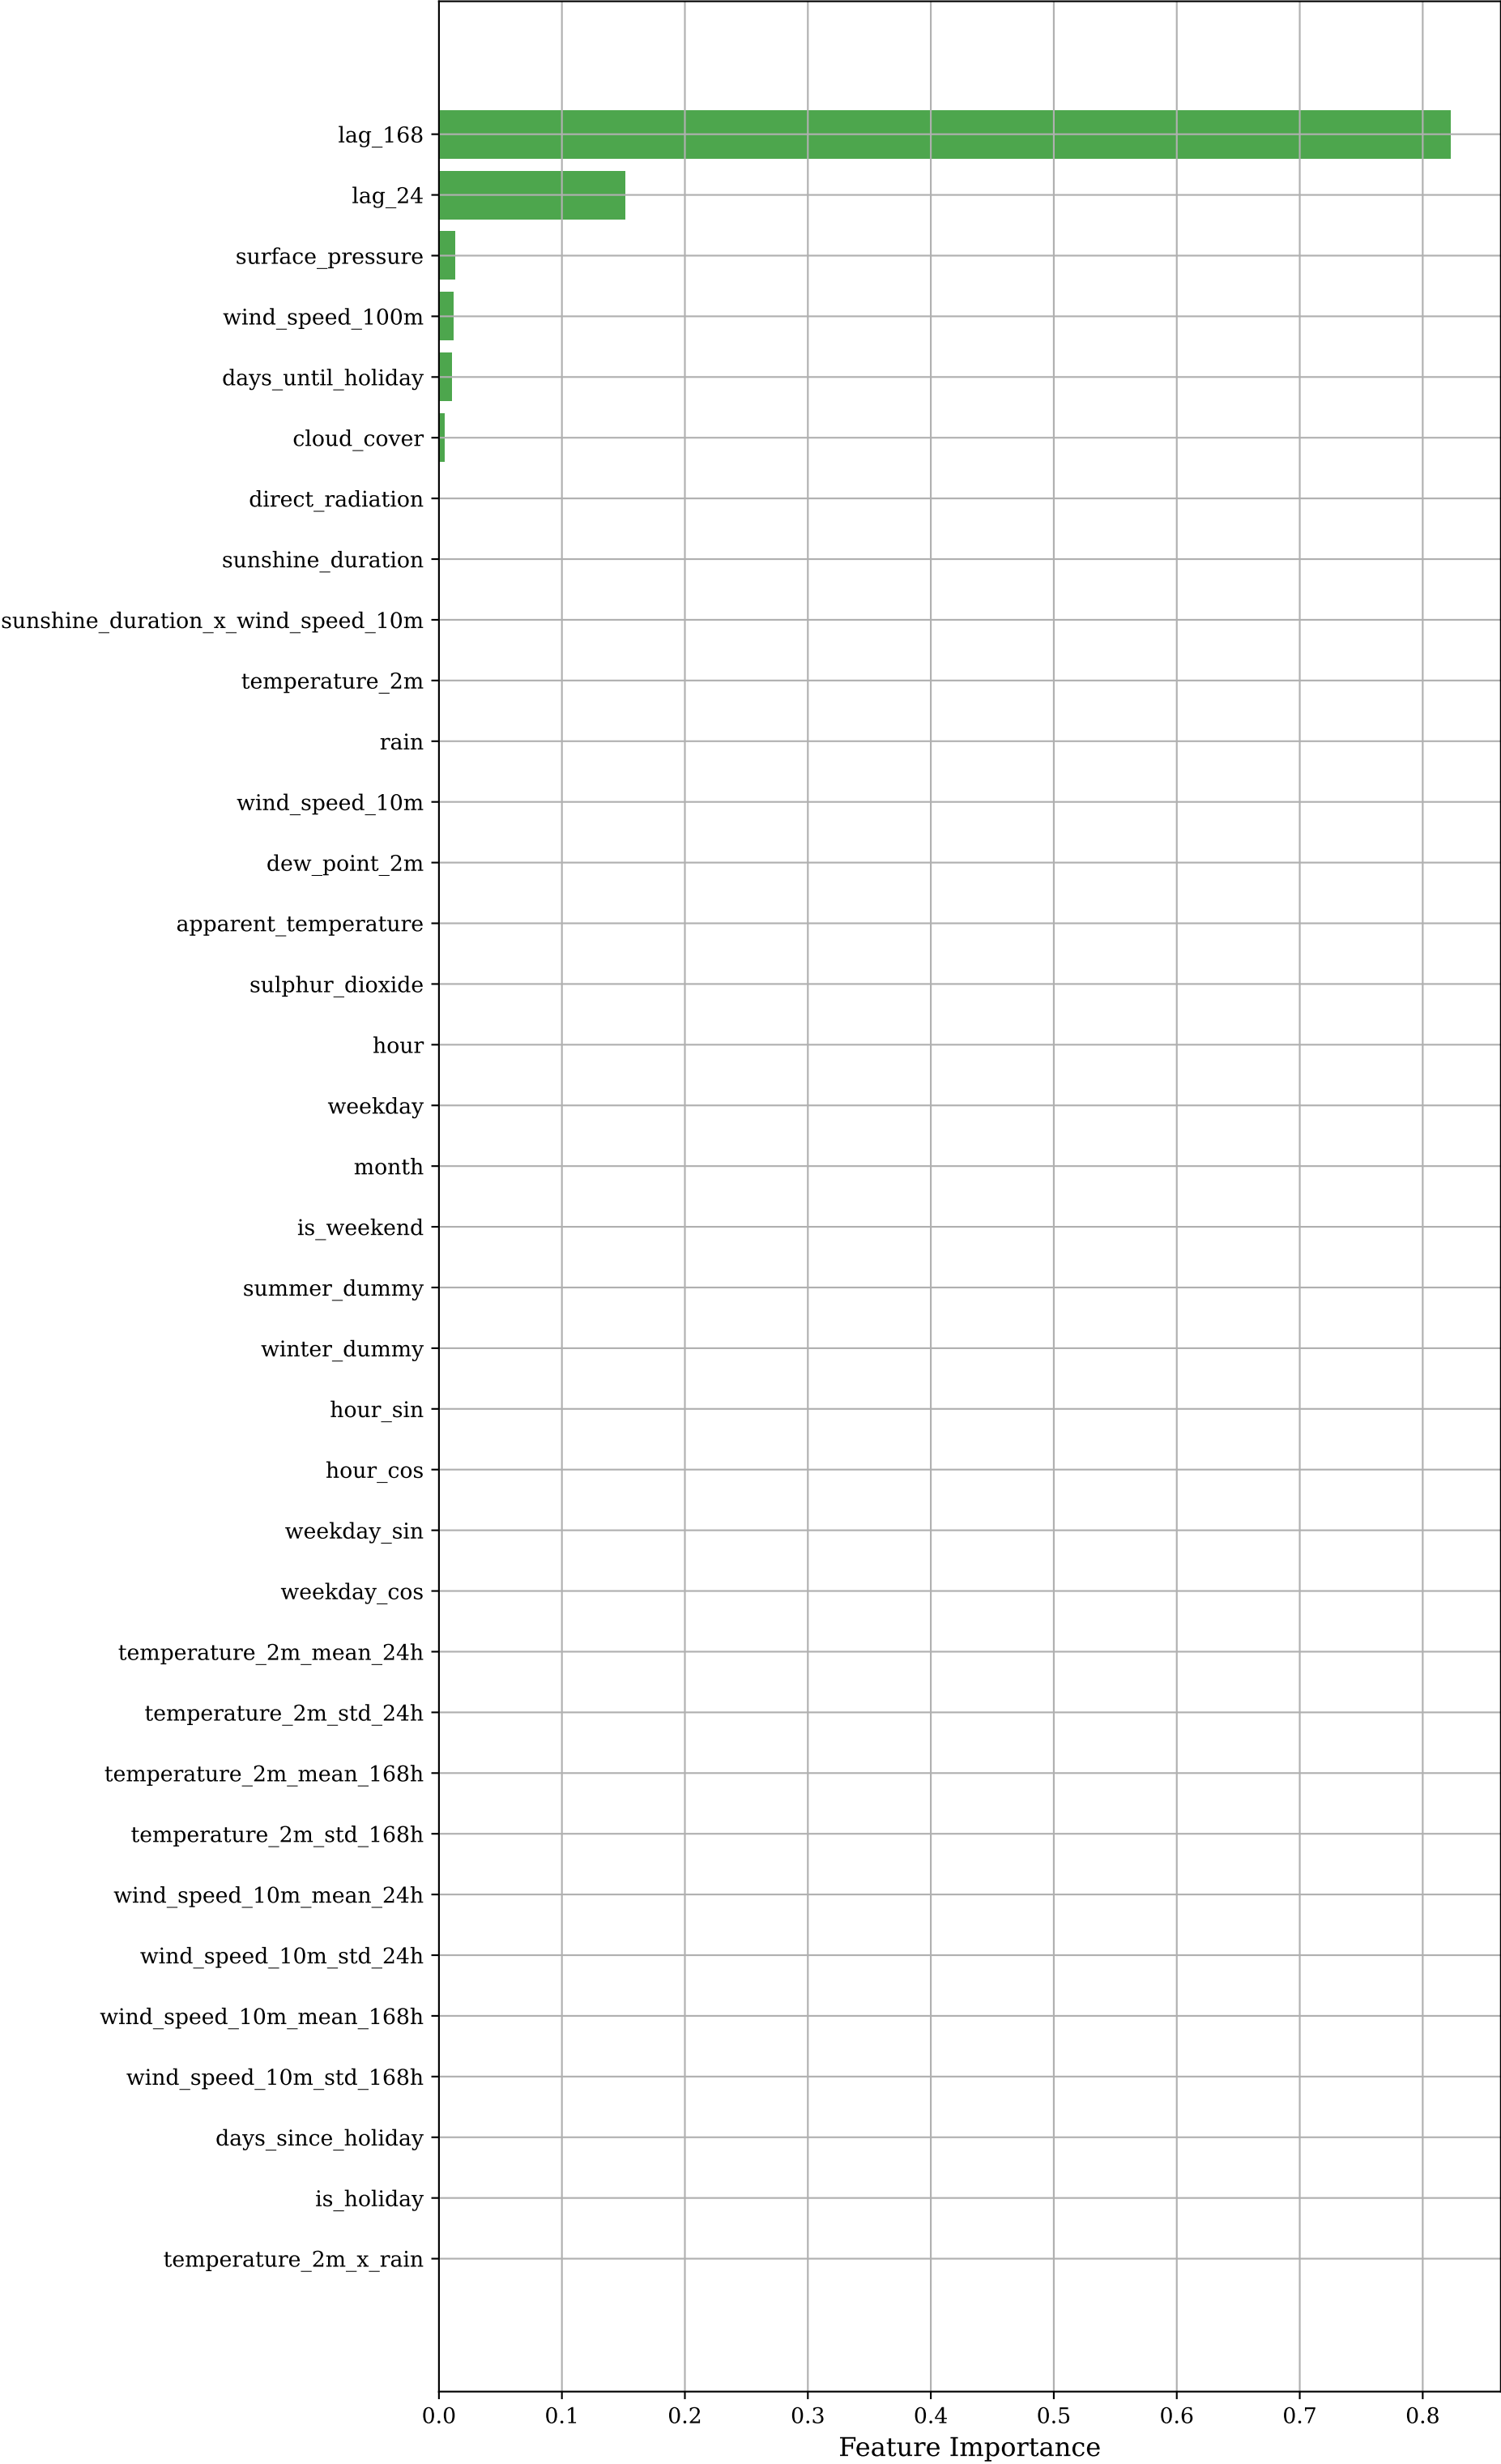 lag_168
lag_24
surface_pressure
wind_speed_100m
days_until_holiday
cloud_cover
direct_radiation
sunshine_duration
sunshine_duration_x_wind_speed_10m
temperature_2m
rain
wind_speed_10m
dew_point_2m
apparent_temperature
sulphur_dioxide
hour
weekday
month
is_weekend
summer_dummy
winter_dummy
hour_sin
hour_cos
weekday_sin
weekday_cos
temperature_2m_mean_24h
temperature_2m_std_24h
temperature_2m_mean_168h
temperature_2m_std_168h
wind_speed_10m_mean_24h
wind_speed_10m_std_24h
wind_speed_10m_mean_168h
wind_speed_10m_std_168h
days_since_holiday
is_holiday
temperature_2m_x_rain
0.0 0.1 0.2 0.3 0.4 0.5 0.6 0.7 0.8
Feature Importance